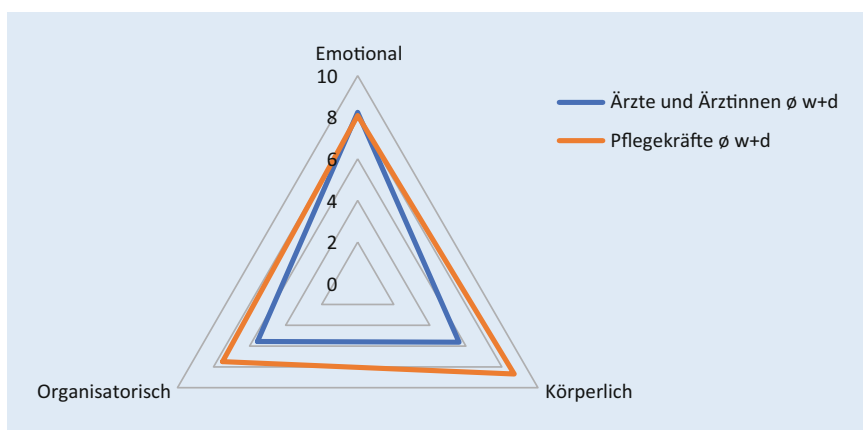 Emotional
10
8
6
4
2
0
Organisatorisch
Körperlich
Ärzte und Ärztinnen ø w+d
Pflegekräfte ø w+d